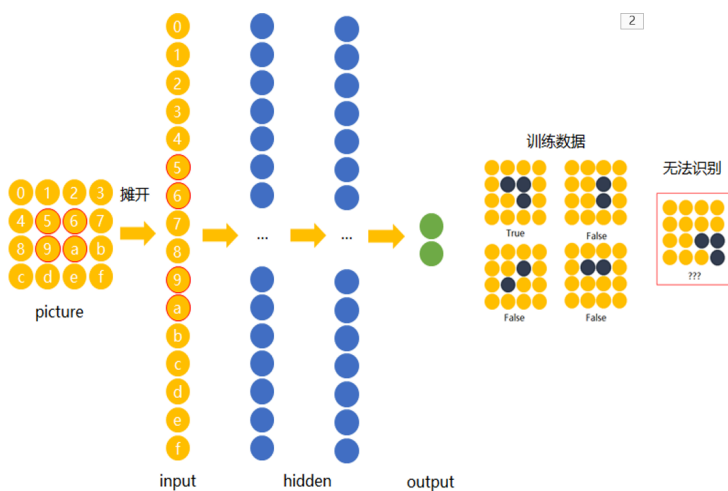 2
0
1
2
3
4
5
6
7
8
9
a
b
c
d
e
f
0 1 2 3
4 5 6 7
8 9 a b
c d e f
摊开
picture
...
...
input
hidden
output
训练数据
True
False
False
False
无法识别
???